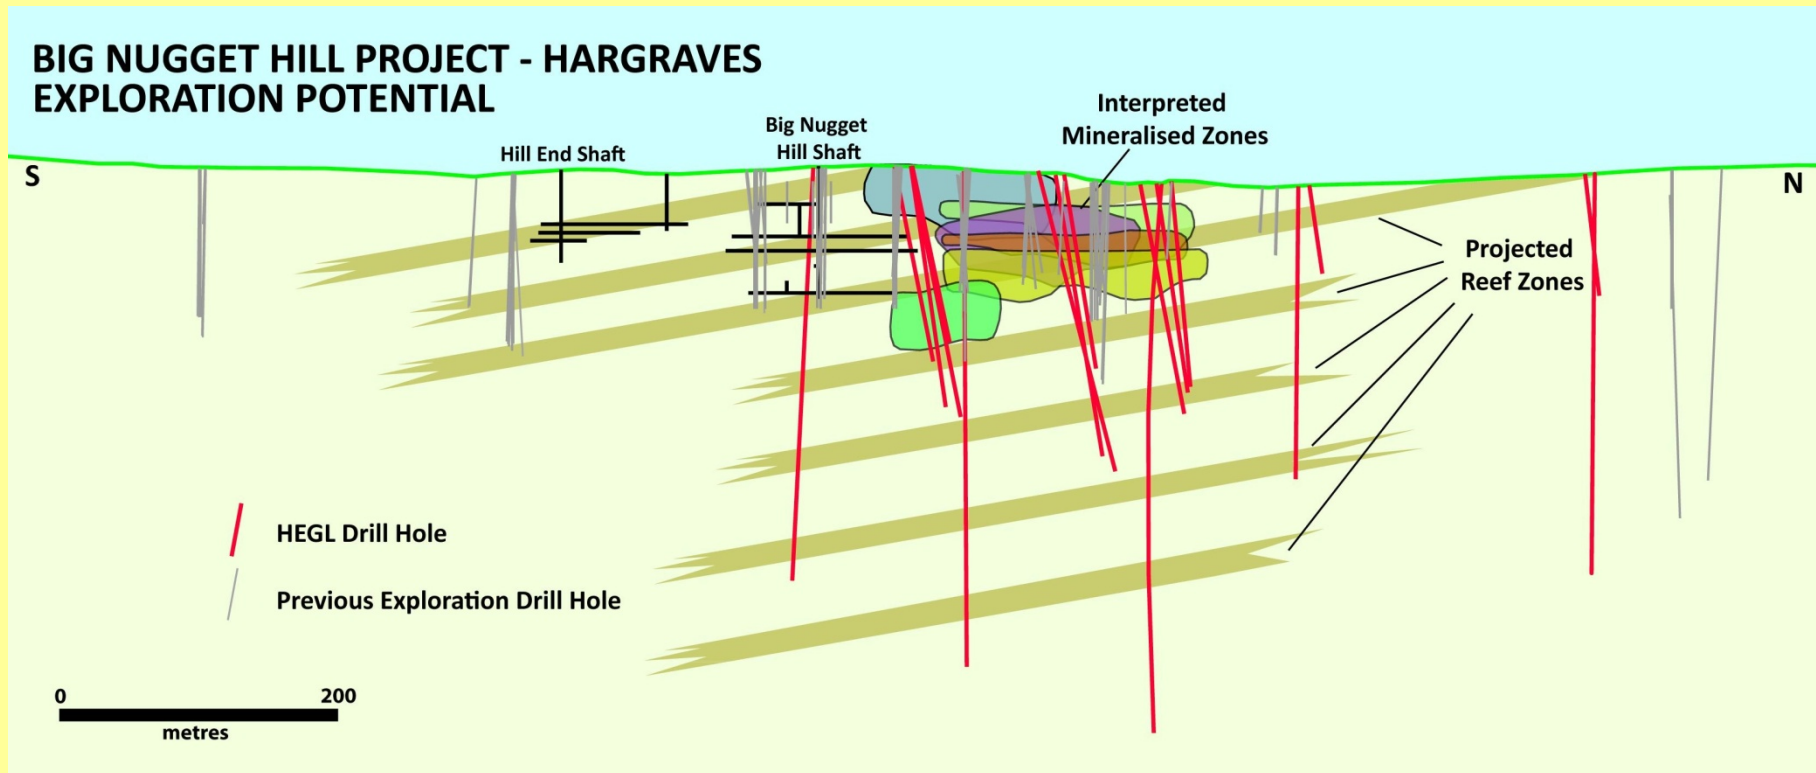 BIG NUGGET HILL PROJECT - HARGRAVES
EXPLORATION POTENTIAL
Interpreted
Mineralised Zones
Big Nugget
Hill Shaft
Hill End Shaft
S
N
Projected
Reef Zones
HEGL Drill Hole
Previous Exploration Drill Hole
0 200
metres